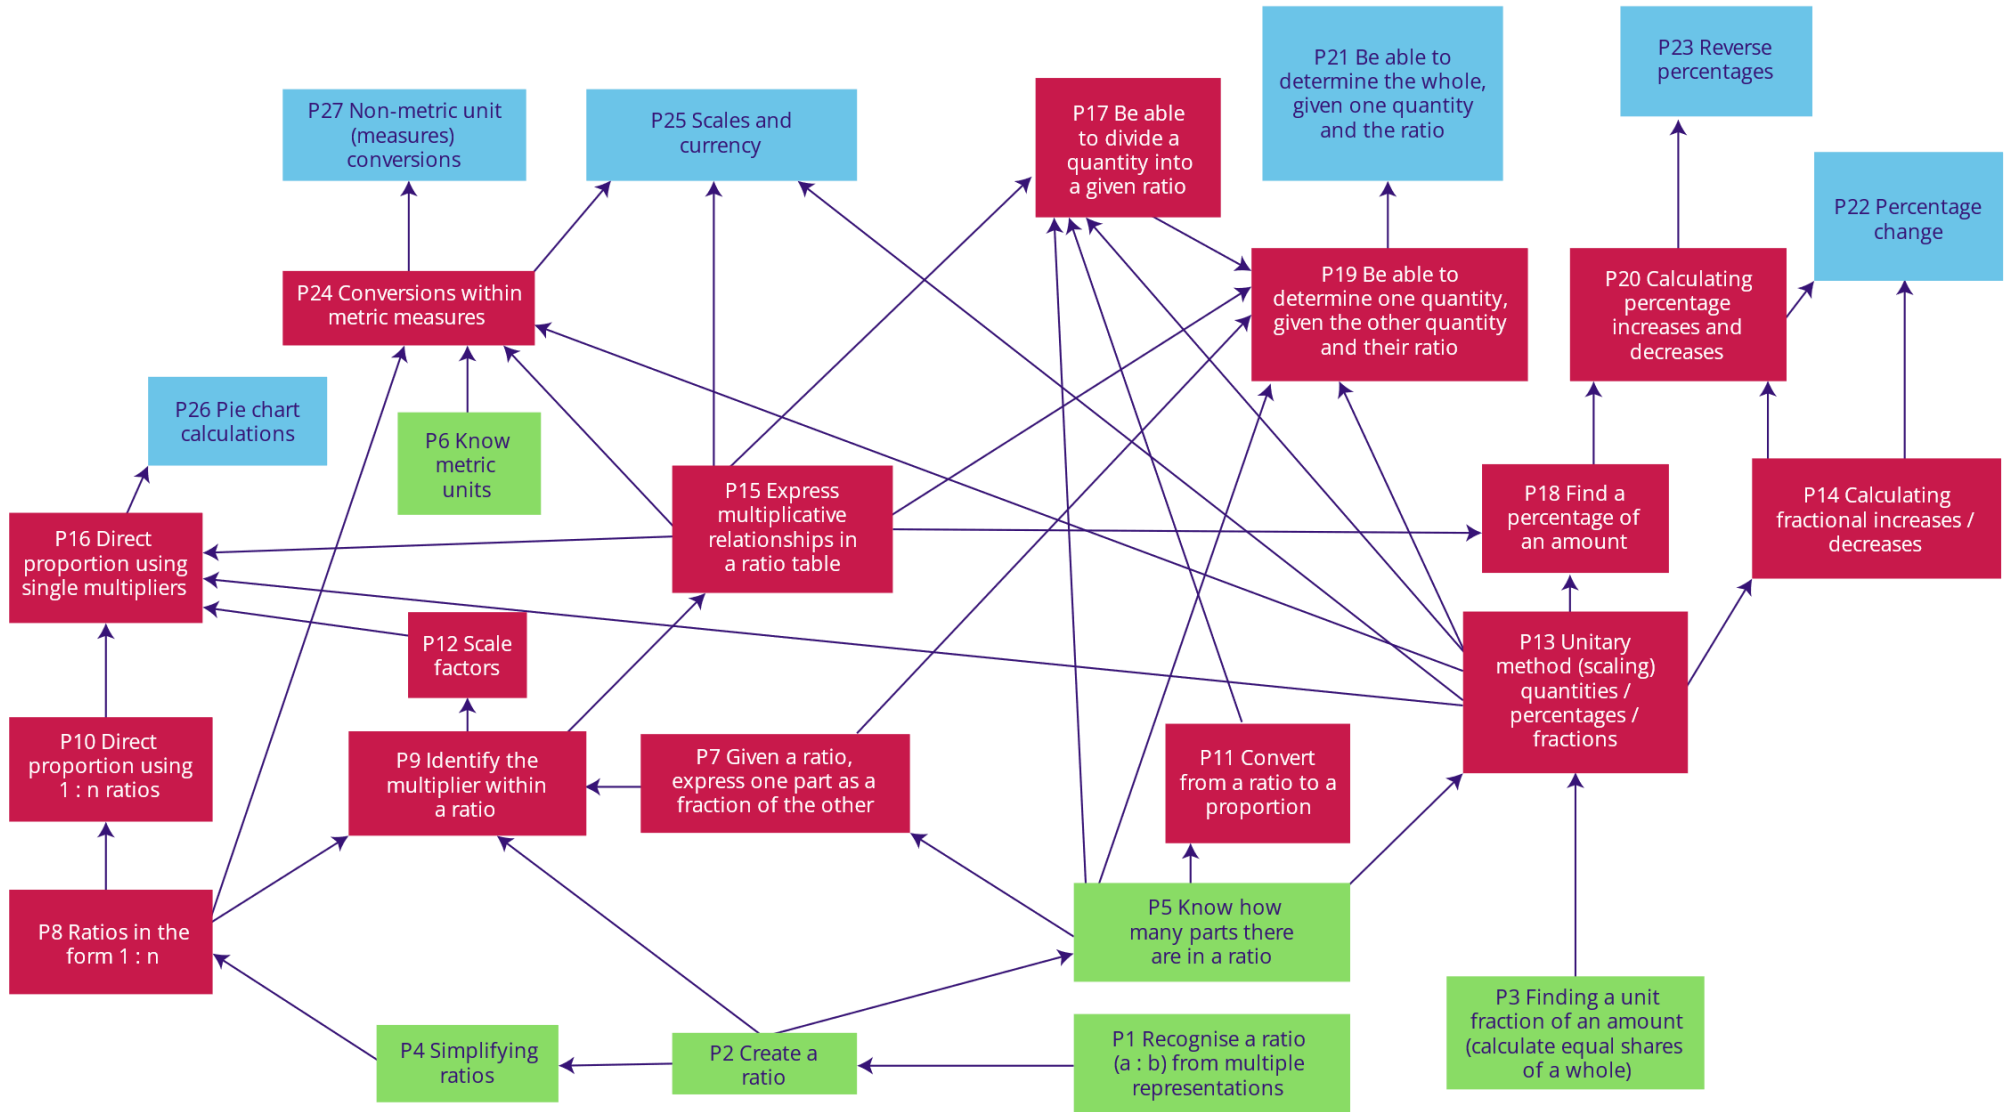 P23 Reverse
percentages
P21 Be able to
determine the whole,
given one quantity
and the ratio
P27 Non-metric unit
(measures)
conversions
P25 Scales and
currency
P17 Be able
to divide a
quantity into
a given ratio
P22 Percentage
change
P24 Conversions within
metric measures
P19 Be able to
determine one quantity,
given the other quantity
and their ratio
P20 Calculating
percentage
increases and
decreases
P26 Pie chart
calculations
P6 Know
metric
units
P15 Express
multiplicative
relationships in
a ratio table
P18 Find a
percentage of
an amount
P14 Calculating
fractional increases /
decreases
P16 Direct
proportion using
single multipliers
P12 Scale
factors
P13 Unitary
method (scaling)
quantities /
percentages /
fractions
P10 Direct
proportion using
1 : n ratios
P9 Identify the
multiplier within
a ratio
P7 Given a ratio,
express one part as a
fraction of the other
P11 Convert
from a ratio to a
proportion
P8 Ratios in the
form 1 : n
P5 Know how
many parts there
are in a ratio
P3 Finding a unit
fraction of an amount
(calculate equal shares
of a whole)
P4 Simplifying
ratios
P2 Create a
ratio
P1 Recognise a ratio
(a : b) from multiple
representations